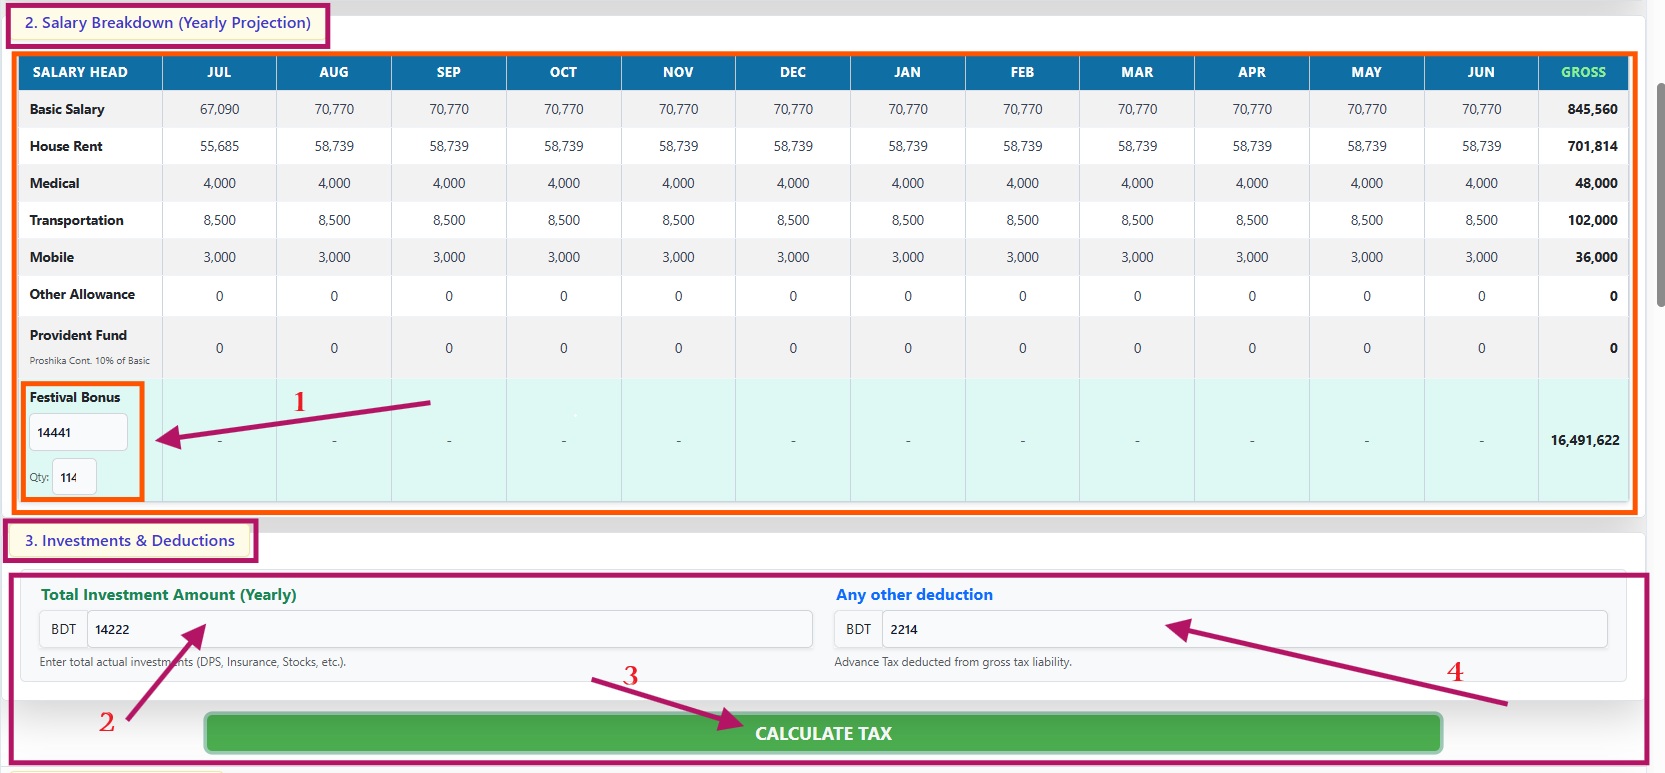 2. Salary Breakdown (Yearly Projection)
SALARY HEAD JUL AUG SEP OCT NOV DEC JAN FEB MAR APR MAY JUN GROSS
Basic Salary 67,090 70,770 70,770 70,770 70,770 70,770 70,770 70,770 70,770 70,770 70,770 70,770 845,560
House Rent 55,685 58,739 58,739 58,739 58,739 58,739 58,739 58,739 58,739 58,739 58,739 58,739 701,814
Medical 4,000 4,000 4,000 4,000 4,000 4,000 4,000 4,000 4,000 4,000 4,000 4,000 48,000
Transportation 8,500 8,500 8,500 8,500 8,500 8,500 8,500 8,500 8,500 8,500 8,500 8,500 102,000
Mobile 3,000 3,000 3,000 3,000 3,000 3,000 3,000 3,000 3,000 3,000 3,000 3,000 36,000
Other Allowance 0 0 0 0 0 0 0 0 0 0 0 0 0
Provident Fund 0 0 0 0 0 0 0 0 0 0 0 0 0
Proshika Cont. 10% of Basic
Festival Bonus
1
14441
- - - - - - - - - - - - 16,491,622
Qty: 114
3. Investments & Deductions
Total Investment Amount (Yearly) Any other deduction
BDT 14222 BDT 2214
Enter total actual investments (DPS, Insurance, Stocks, etc.). Advance Tax deducted from gross tax liability.
3 4
2
CALCULATE TAX